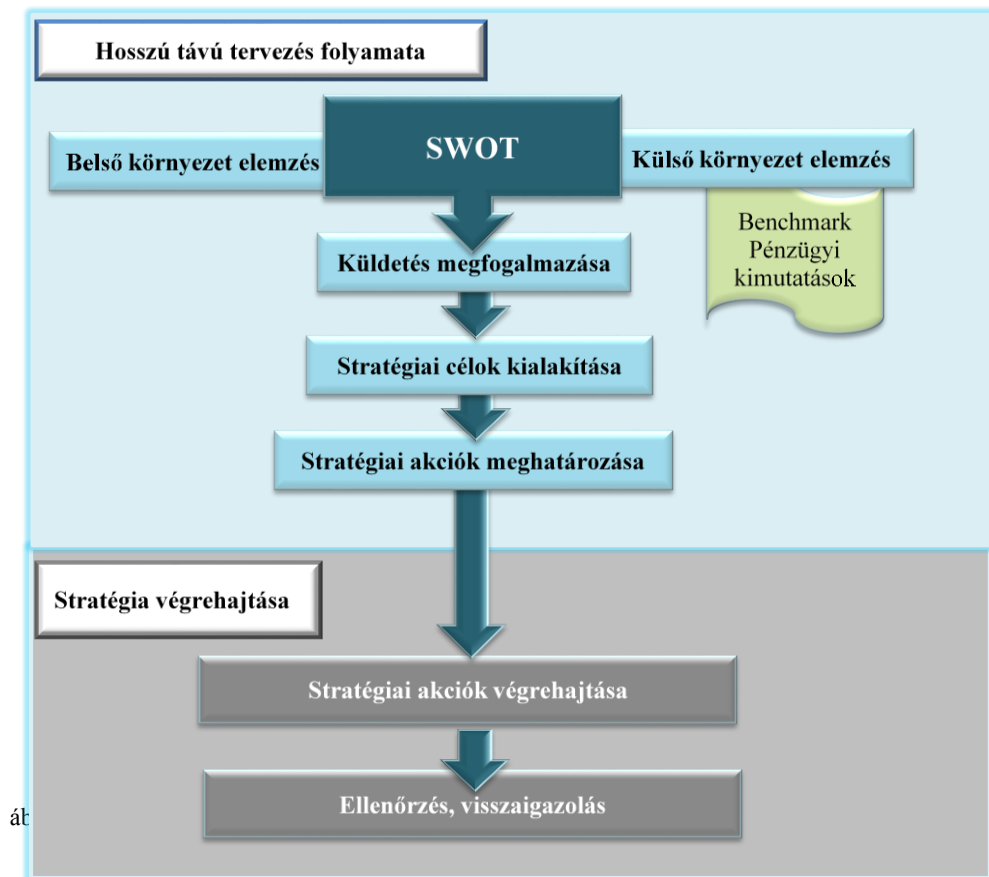 Hosszú távú tervezés folyamata
SWOT
Belső környezet elemzés
Külső környezet elemzés
Benchmark
Pénzügyi
kimutatások
Küldetés megfogalmazása
Stratégiai célok kialakítása
Stratégiai akciók meghatározása
Stratégia végrehajtása
Stratégiai akciók végrehajtása
Ellenőrzés, visszaigazolás